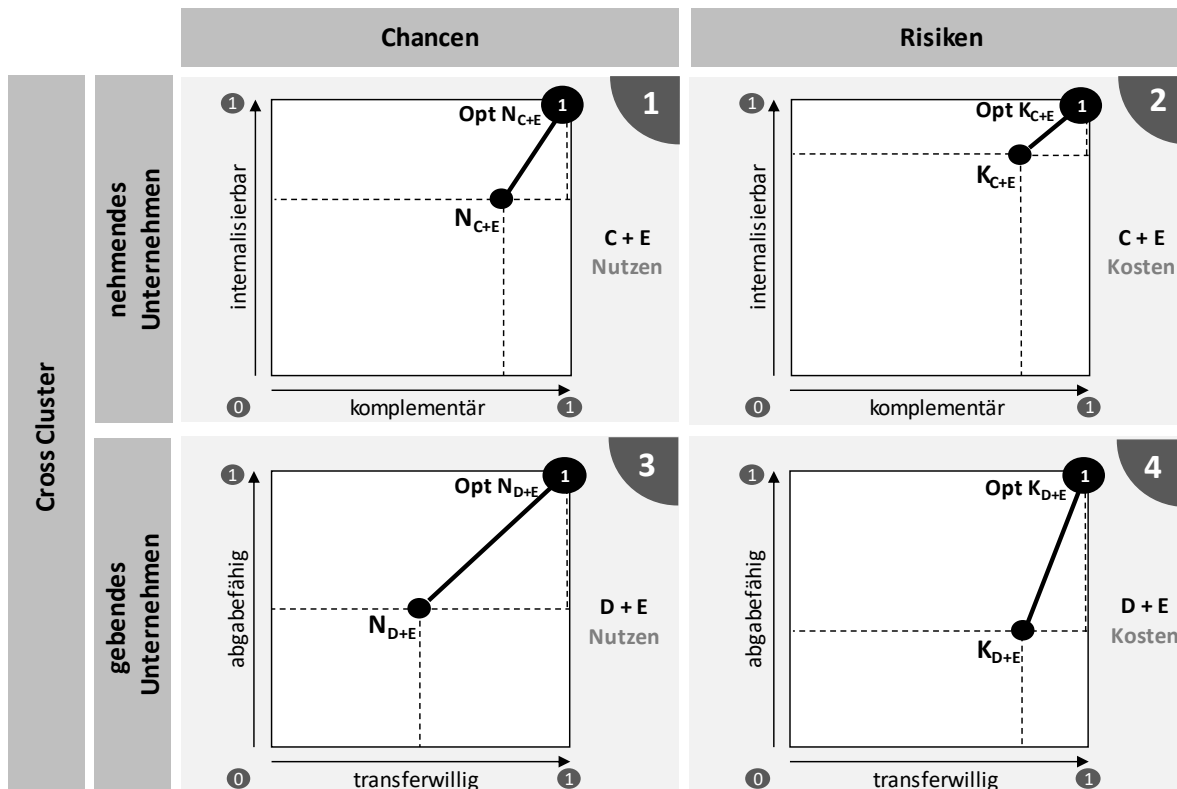 Chancen
Risiken
Cross Cluster
nehmendes
Unternehmen
1
1
Opt N C+E
1
N C+E
C + E
Nutzen
internalisierbar
0
komplementär
1
2
1
Opt K C+E
1
K C+E
C + E
Kosten
internalisierbar
0
komplementär
1
gebendes
Unternehmen
3
1
Opt N D+E
1
N D+E
D + E
Nutzen
abgabefähig
0
transferwillig
1
4
1
Opt K D+E
1
K D+E
D + E
Kosten
abgabefähig
0
transferwillig
1